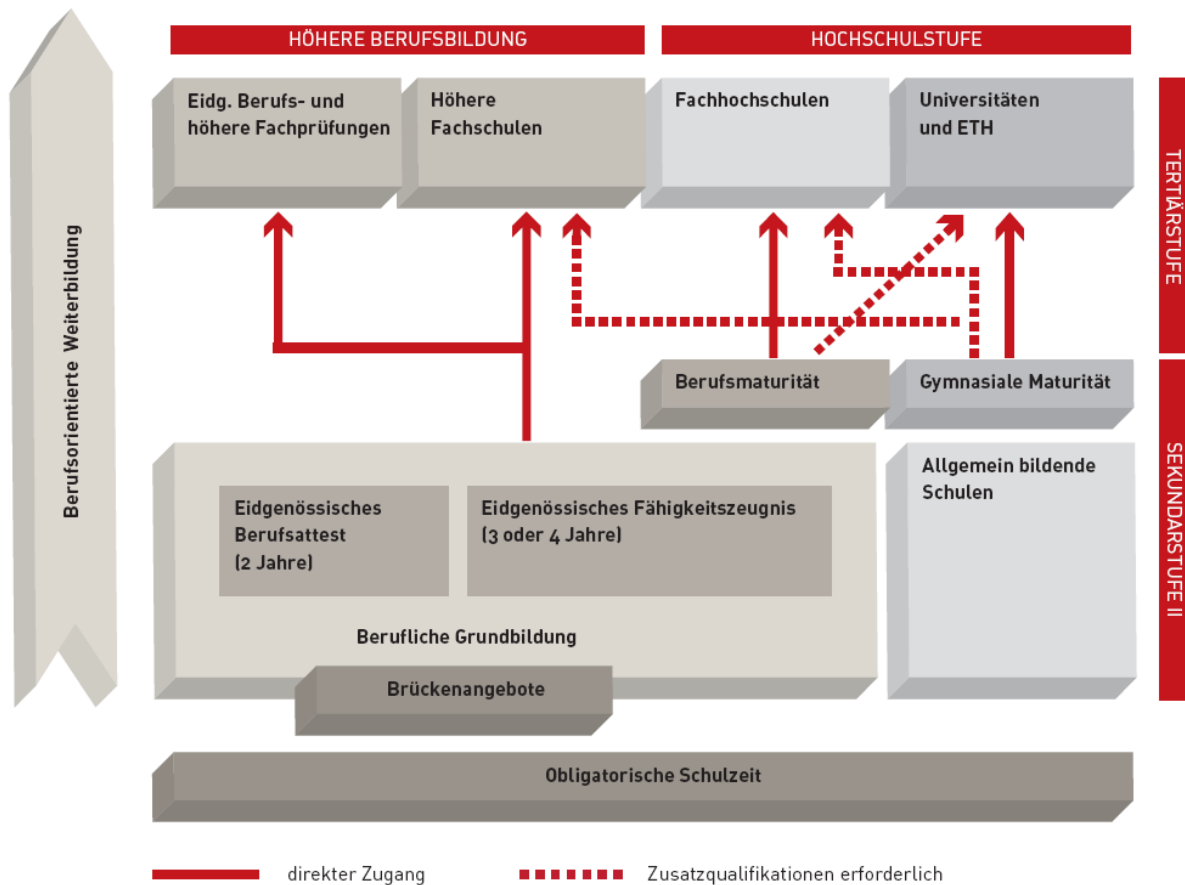 HÖHERE BERUFSBILDUNG
HOCHSCHULSTUFE
Eidg. Berufs- und
höhere Fachprüfungen
Höhere
Fachschulen
Fachhochschulen
Universitäten
und ETH
TERTIÄRSTUFE
Berufsorientierte Weiterbildung
Berufsmaturität
Gymnasiale Maturität
SEKUNDARSTUFE II
Allgemein bildende
Schulen
Eidgenössisches
Berufsattest
(2 Jahre)
Eidgenössisches Fähigkeitszeugnis
(3 oder 4 Jahre)
Berufliche Grundbildung
Brückenangebote
Obligatorische Schulzeit
direkter Zugang
Zusatzqualifikationen erforderlich